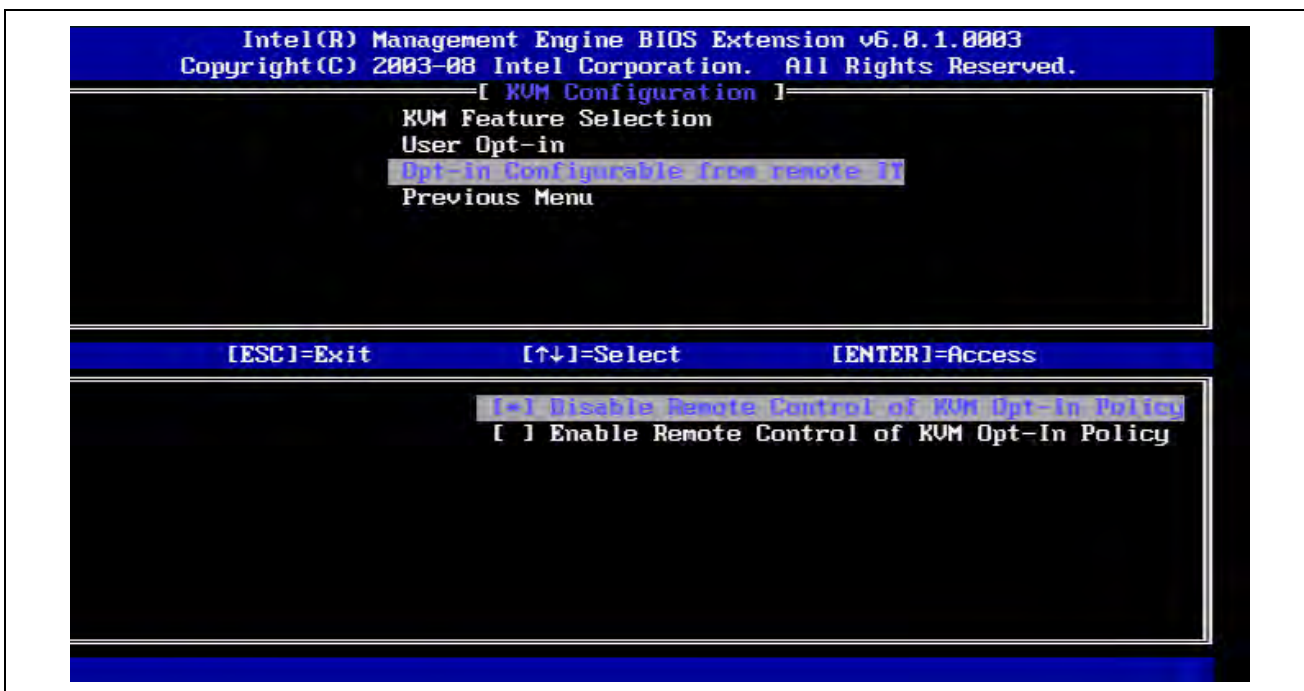 Intel(R) Management Engine BIOS Extension v6.0.1.0003
Copyright(C) 2003-08 Intel Corporation. All Rights Reserved.
[ KVM Configuration ]
KVM Feature Selection
User Opt-in
Opt-in Configurable from remote IT
Previous Menu
[ESC]=Exit [↑↓]=Select [ENTER]=Access
[*] Disable Remote Control of KVM Opt-In Policy
[ ] Enable Remote Control of KVM Opt-In Policy